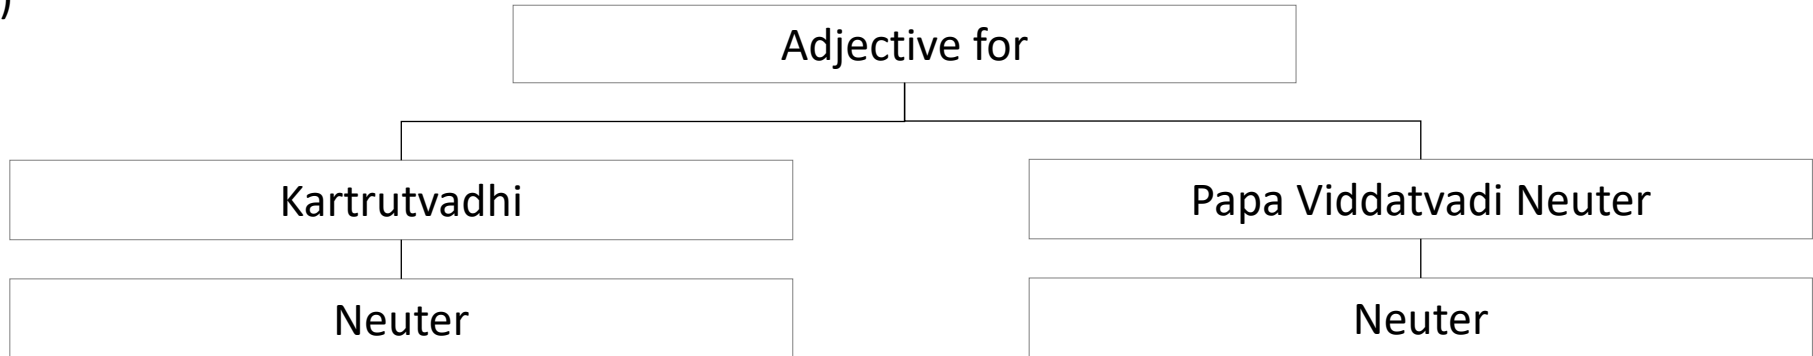 )
Adjective for
Kartrutvadhi
Papa Viddatvadi Neuter
Neuter
Neuter